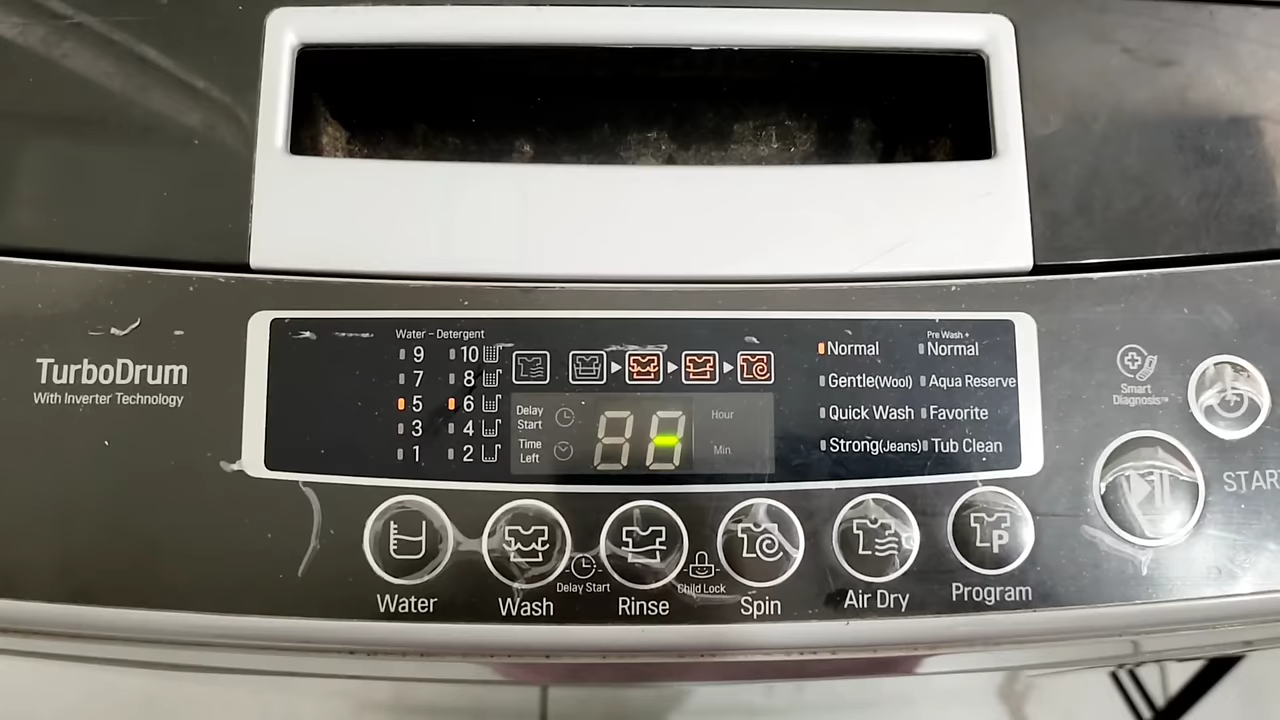 TurboDrum
With Inverter Technology
Water - Detergent
9 10
7 8
5 6
3 4
1 2
Delay Start
Time Left
Hour
Min.
Normal
Gentle(Wool)
Quick Wash
Strong(Jeans)
Pre Wash +
Normal
Aqua Reserve
Favorite
Tub Clean
Smart
Diagnosis™
STAR
Water
Wash
Delay Start
Rinse
Child Lock
Spin
Air Dry
P
Program